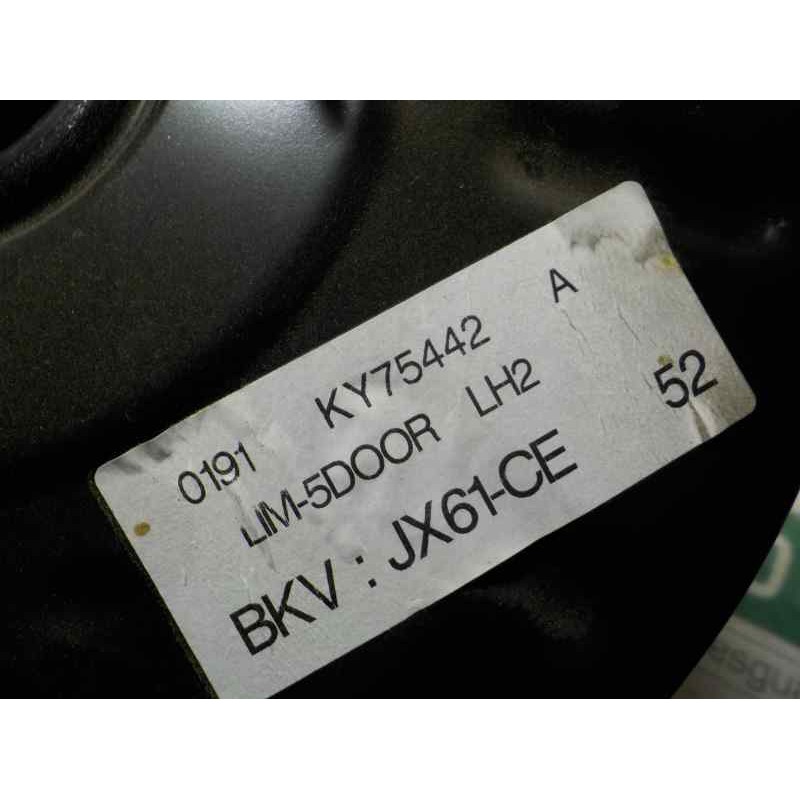 0191 KY75442 A
LIM-5DOOR LH2
BKV : JX61-CE 52